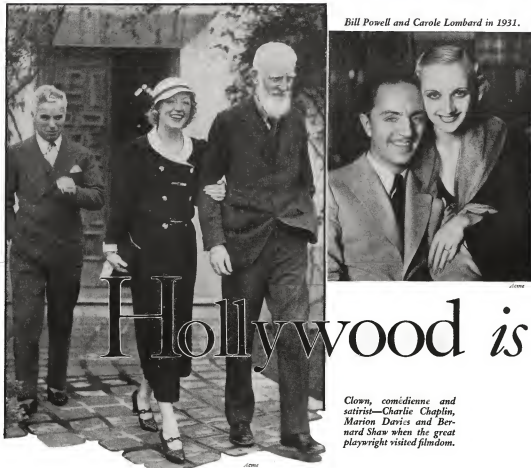 Bill Powell and Carole Lombard in 1931.
Acme
Hollywood is
Clown, comédienne and
satirist—Charlie Chaplin,
Marion Davies and Ber-
nard Shaw when the great
playwright visited filmdom.
Acme